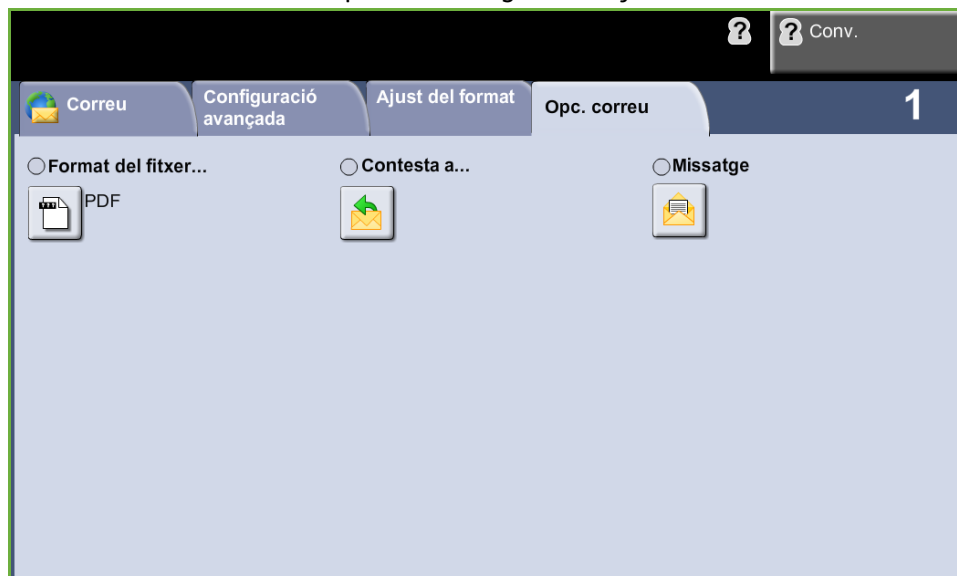 Conv.
Correu
Configuració
avançada
Ajust del format
Opc. correu
1
Format del fitxer...
Contesta a...
Missatge
PDF